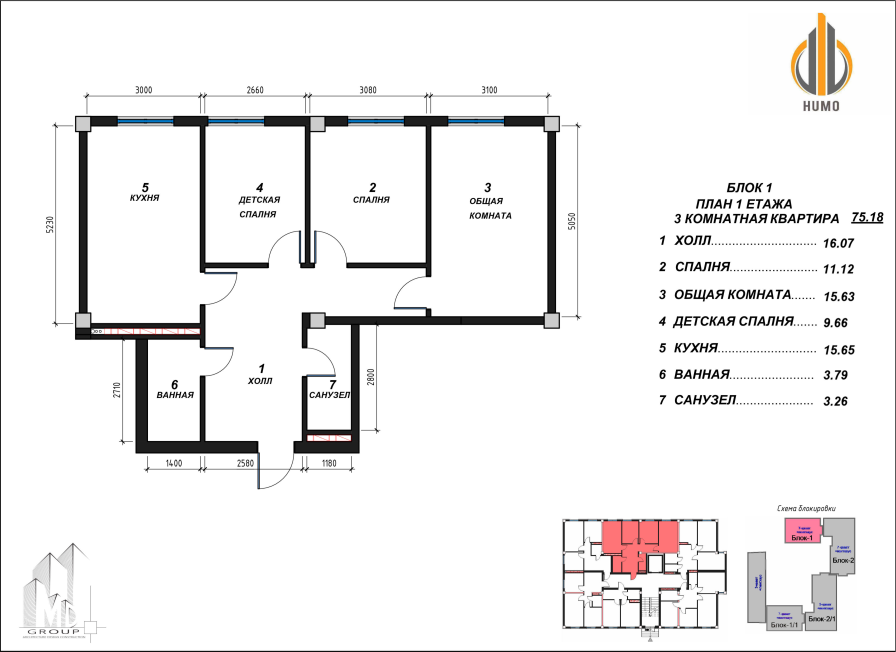 HUMO
3000
2660
3080
3100
5230
5050
5
КУХНЯ
4
ДЕТСКАЯ
СПАЛНЯ
2
СПАЛНЯ
3
ОБЩАЯ
КОМНАТА
1
ХОЛЛ
6
ВАННАЯ
7
САНУЗЕЛ
2710
2800
1400
2580
1180
БЛОК 1
ПЛАН 1 ЕТАЖА
3 КОМНАТНАЯ КВАРТИРА 75.18
1 ХОЛЛ............................ 16.07
2 СПАЛНЯ....................... 11.12
3 ОБЩАЯ КОМНАТА....... 15.63
4 ДЕТСКАЯ СПАЛНЯ....... 9.66
5 КУХНЯ.......................... 15.65
6 ВАННАЯ....................... 3.79
7 САНУЗЕЛ..................... 3.26
Схема блокировки
Блок-1
Блок-2
Блок-2/1
Блок-1/1
GROUP